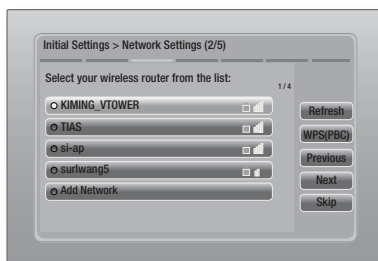 Initial Settings > Network Settings (2/5)
Select your wireless router from the list:
1 / 4
KIMING_VTOWER
TIAS
si-ap
surlwang5
Add Network
Refresh
WPS(PBC)
Previous
Next
Skip